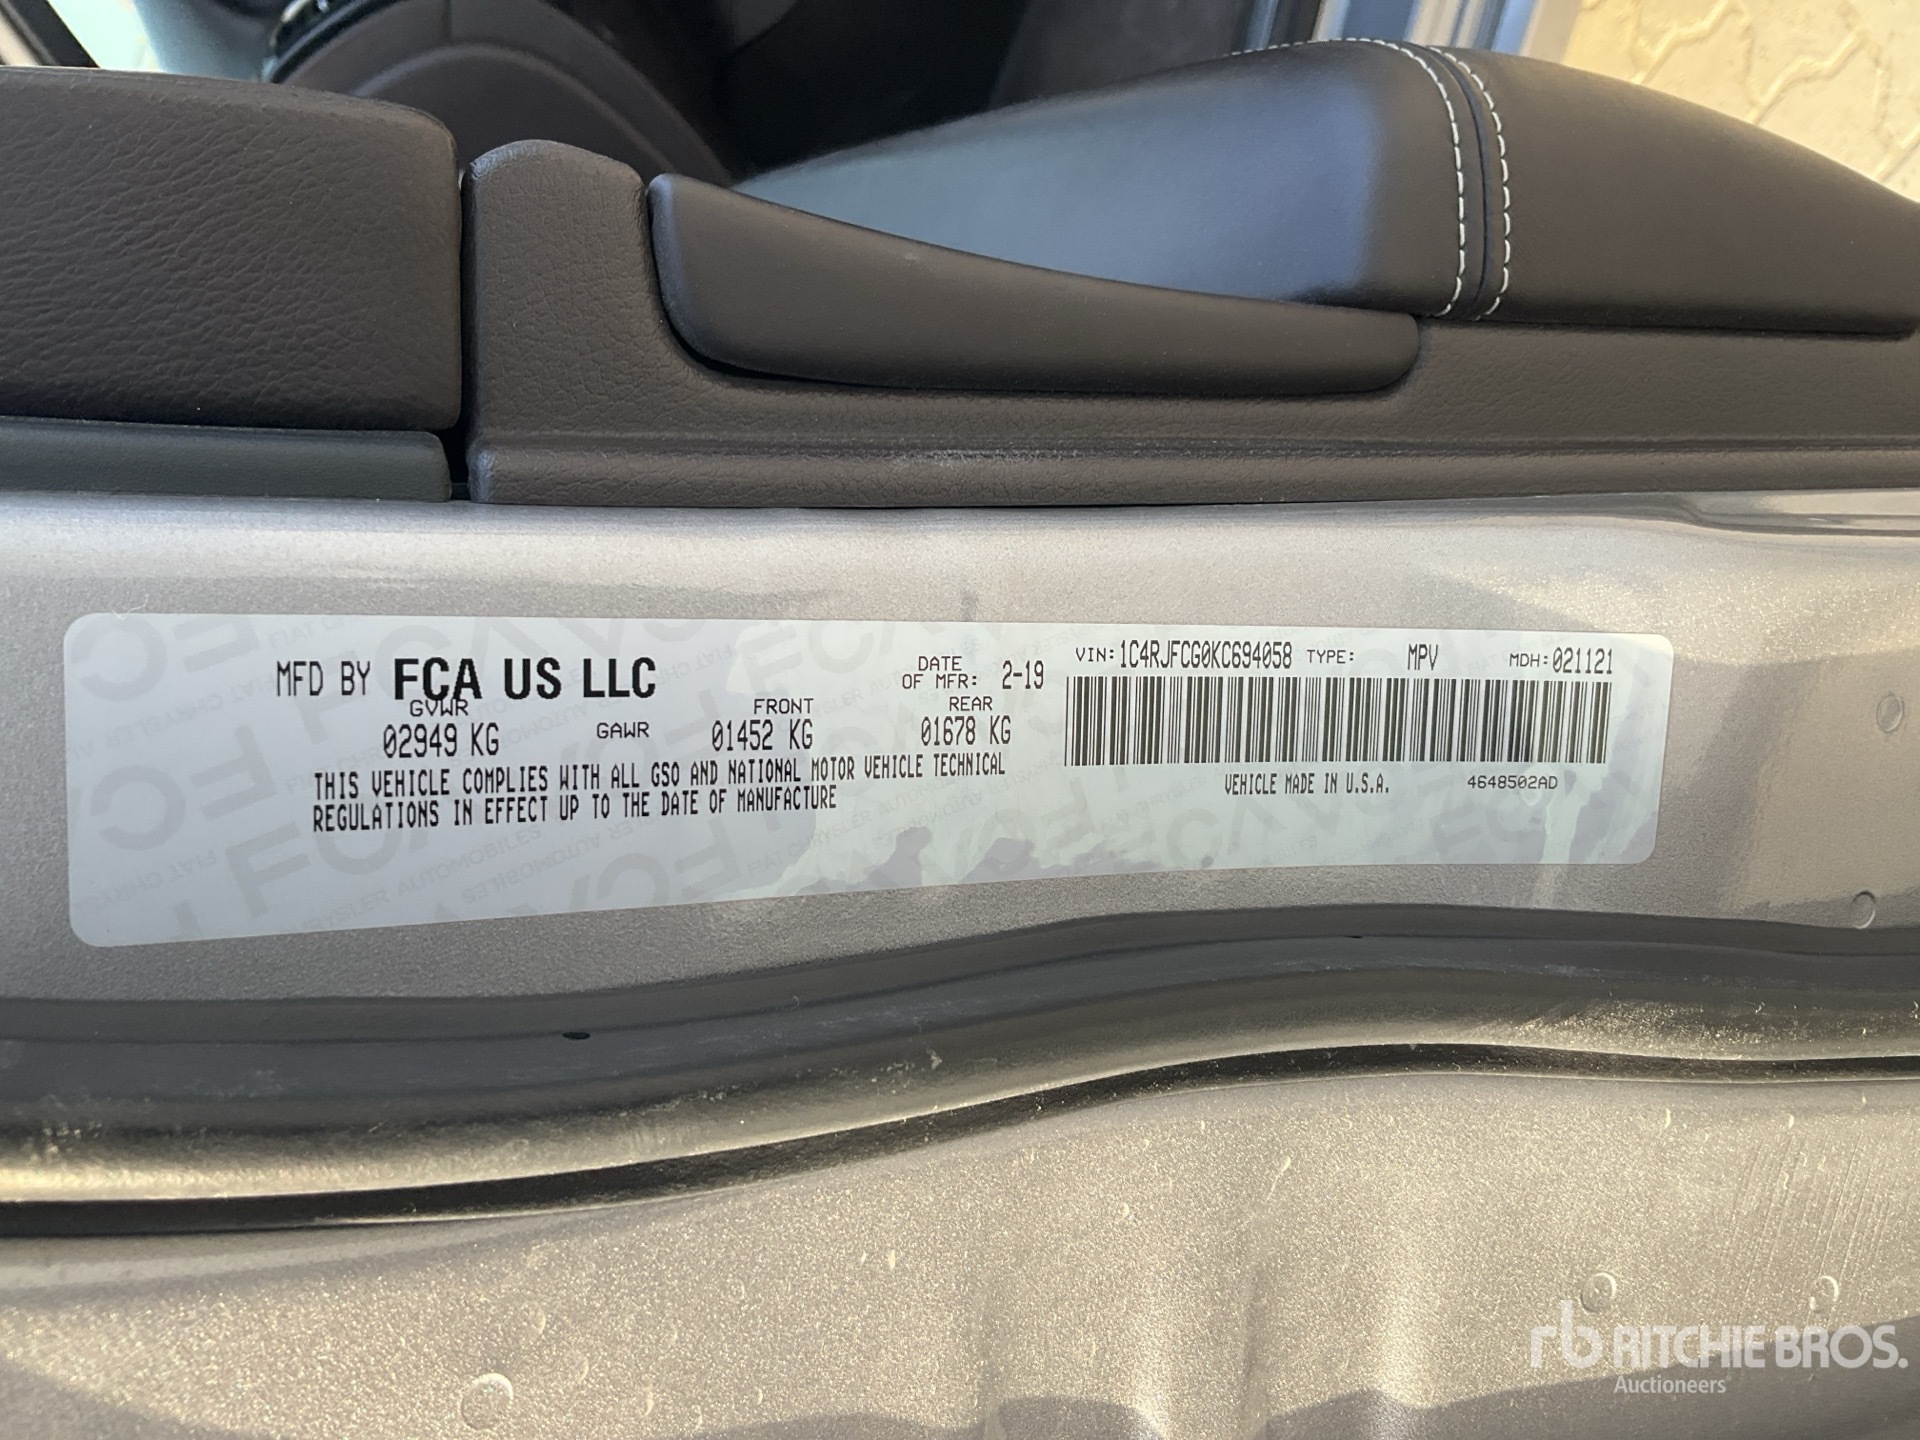 MFD BY FCA US LLC
DATE OF MFR: 2-19
GVWR
02949 KG
GAWR
FRONT
01452 KG
REAR
01678 KG
THIS VEHICLE COMPLIES WITH ALL GSO AND NATIONAL MOTOR VEHICLE TECHNICAL
REGULATIONS IN EFFECT UP TO THE DATE OF MANUFACTURE
VIN: 1C4RJFCG0KC694058 TYPE: MPV MDH: 021121
VEHICLE MADE IN U.S.A. 4648502AD
rb RITCHIE BROS.
Auctioneers